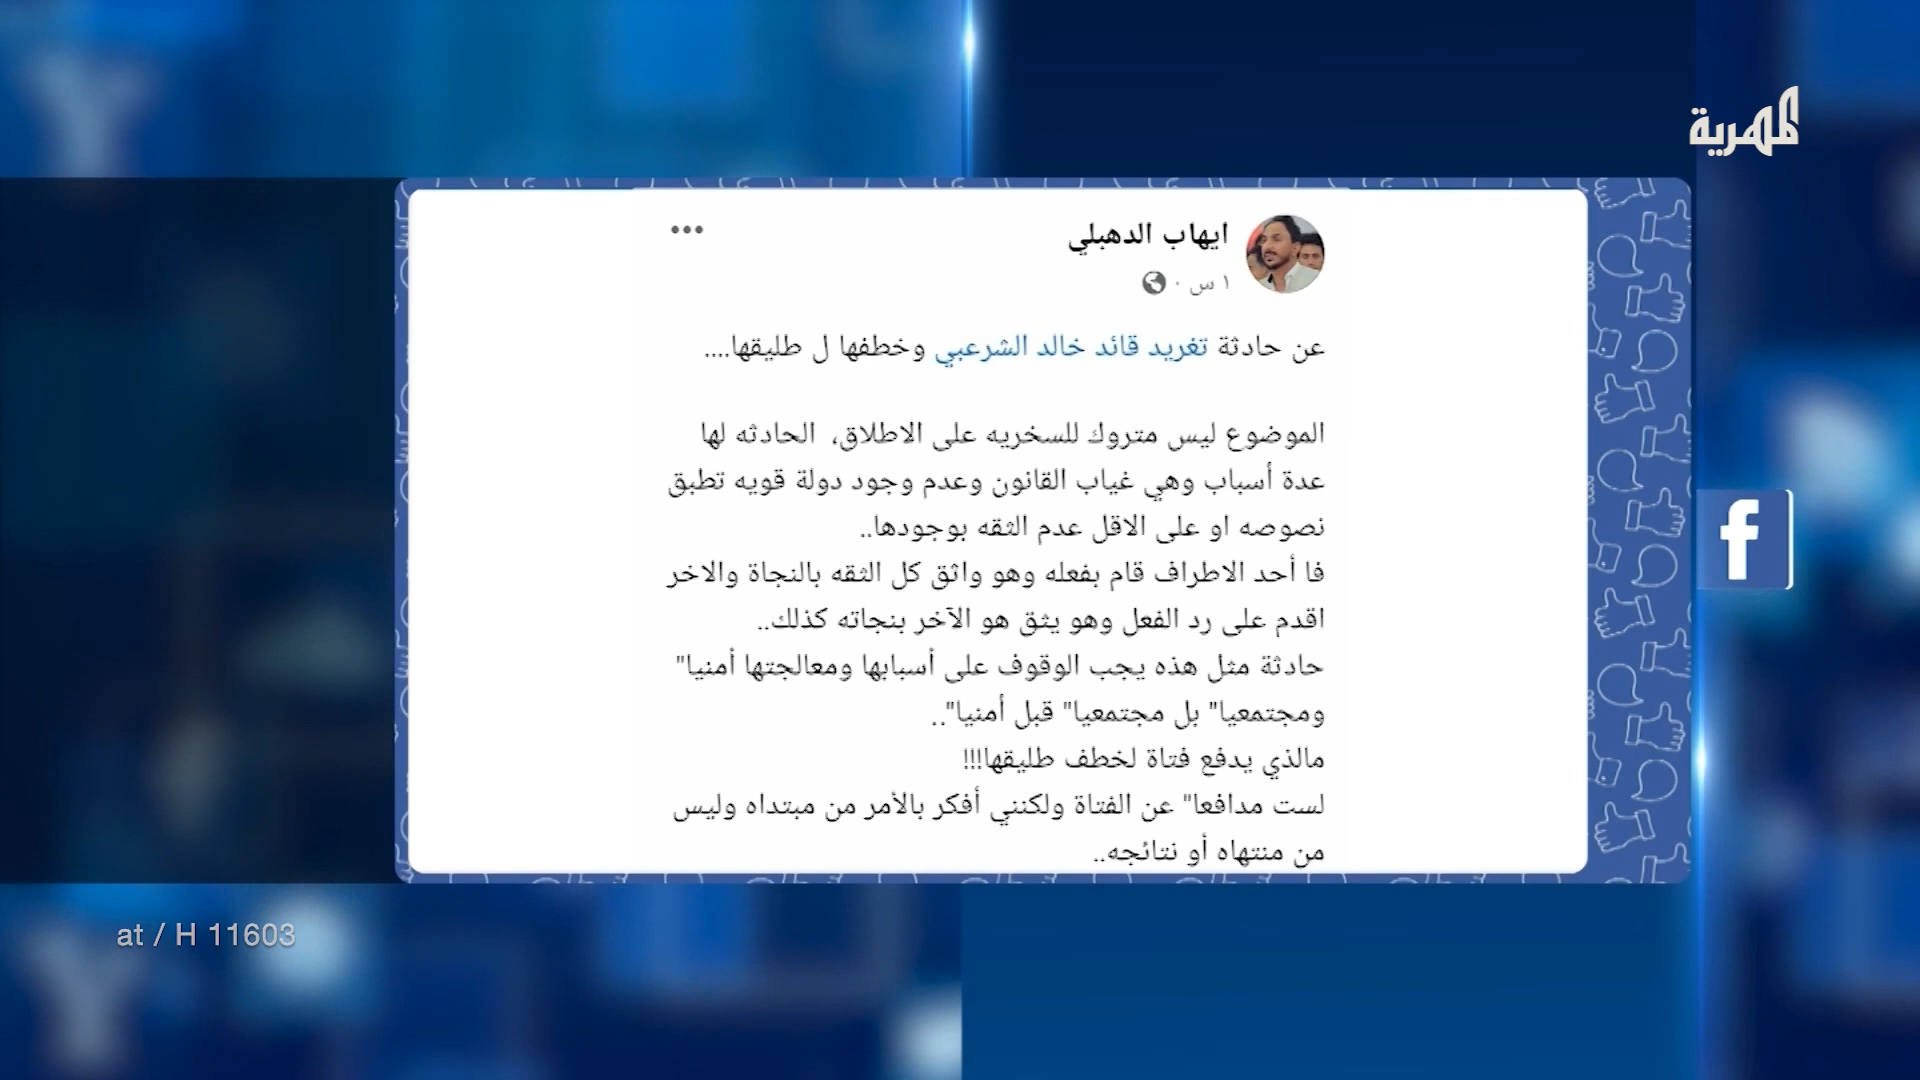 المهرية
ايهاب الدهبلي
١ س ·
عن حادثة تغريد قائد خالد الشرعبي وخطفها ل طليقها....
الموضوع ليس متروك للسخريه على الاطلاق، الحادثه لها
عدة أسباب وهي غياب القانون وعدم وجود دولة قويه تطبق
نصوصه او على الاقل عدم الثقه بوجودها..
فا أحد الاطراف قام بفعله وهو واثق كل الثقه بالنجاة والاخر
اقدم على رد الفعل وهو يثق هو الآخر بنجاته كذلك..
حادثة مثل هذه يجب الوقوف على أسبابها ومعالجتها أمنيا"
ومجتمعيا" بل مجتمعيا" قبل أمنيا"..
مالذي يدفع فتاة لخطف طليقها!!!
لست مدافعا" عن الفتاة ولكنني أفكر بالأمر من مبتداه وليس
من منتهاه أو نتائجه..
f
at / H 11603